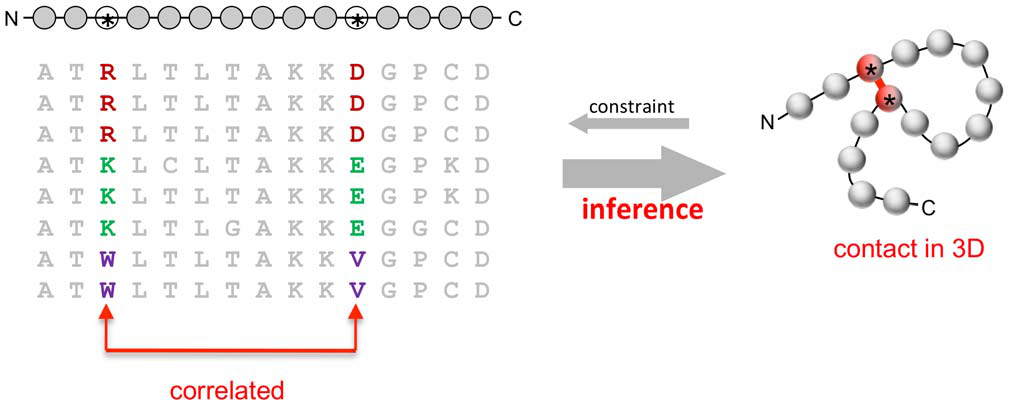 N * * C
A T R L T L T A K K D G P C D
A T R L T L T A K K D G P C D
A T R L T L T A K K D G P C D
A T K L C L T A K K E G P K D
A T K L T L T A K K E G P K D
A T K L T L G A K K E G G C D
A T W L T L T A K K V G P C D
A T W L T L T A K K V G P C D
correlated
constraint
inference
*
*
N
C
contact in 3D